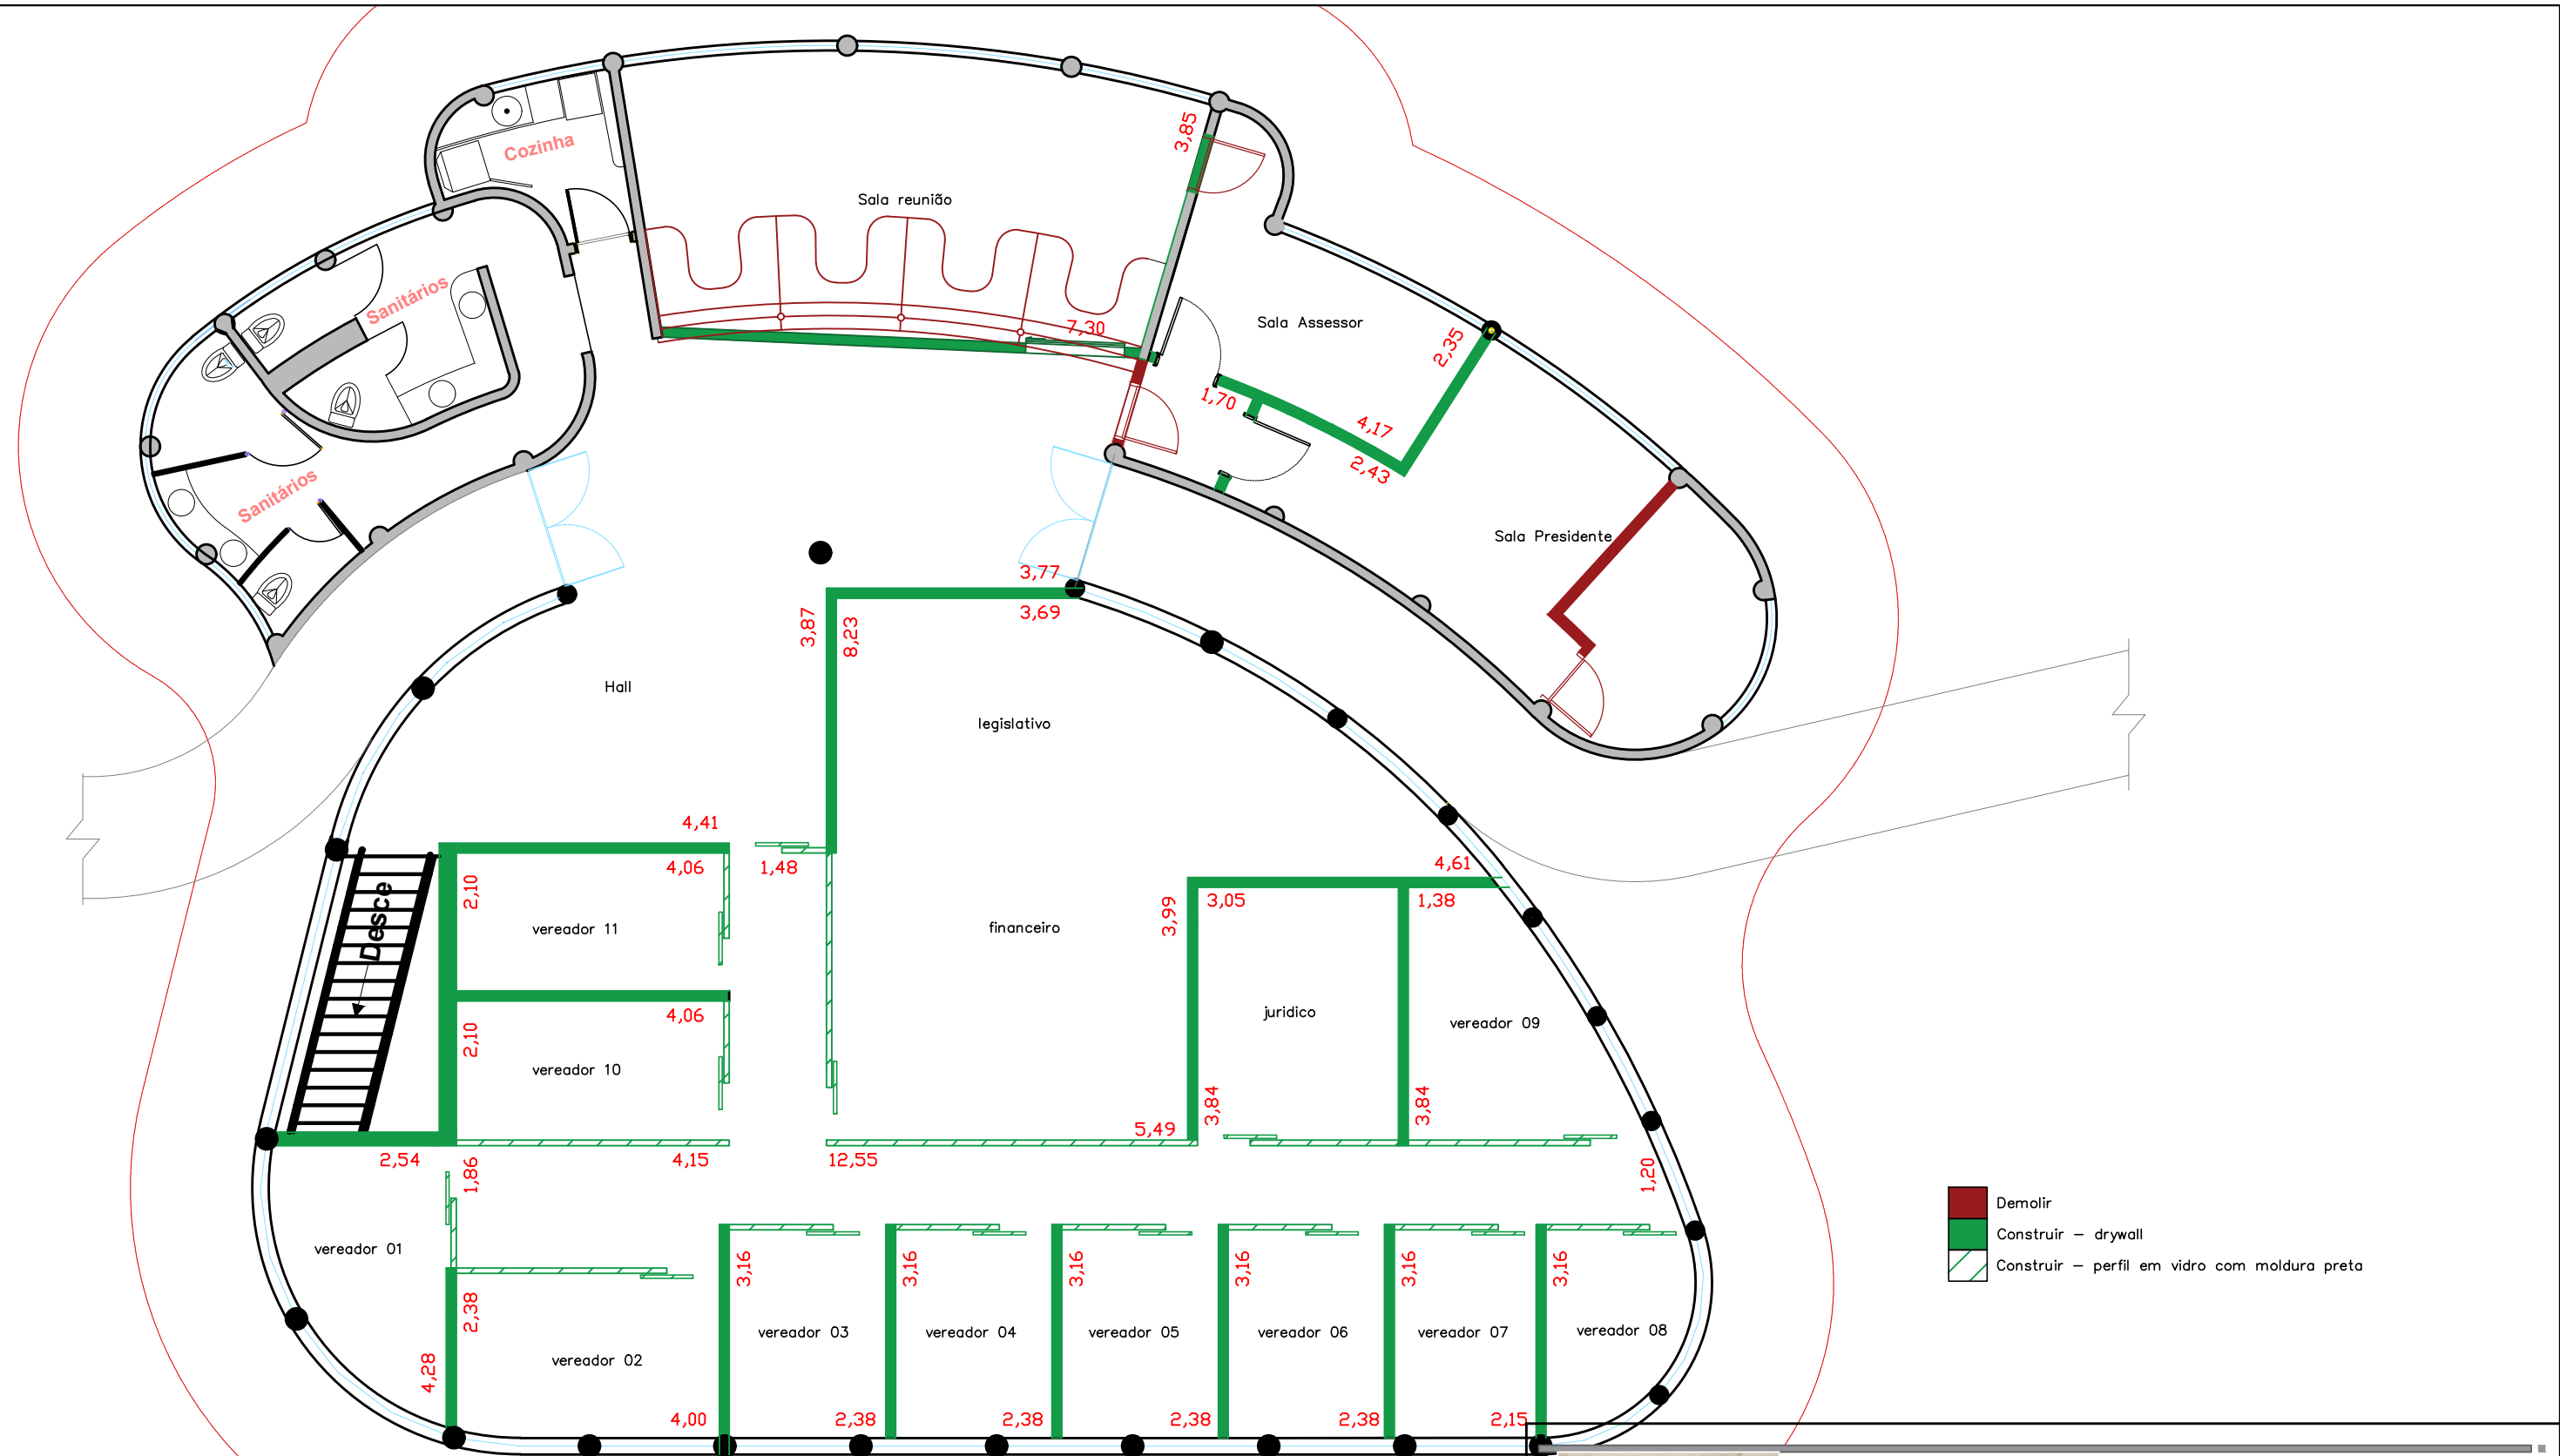 3,85
Cozinha
Sala reunião
Sanitários
7,30
Sala Assessor
2,35
1,70
4,17
2,43
Sanitários
Sala Presidente
3,77
3,69
3,87
8,23
Hall
legislativo
4,41
4,06
1,48
4,61
3,05
1,38
2,10
Desce
3,99
vereador 11
financeiro
4,06
juridico
vereador 09
2,10
vereador 10
3,84
3,84
5,49
2,54
4,15
12,55
1,86
1,20
Demolir
Construir – drywall
Construir – perfil em vidro com moldura preta
vereador 01
3,16
3,16
3,16
3,16
3,16
3,16
2,38
vereador 03
vereador 04
vereador 05
vereador 06
vereador 07
vereador 08
vereador 02
4,28
4,00
2,38
2,38
2,38
2,38
2,15